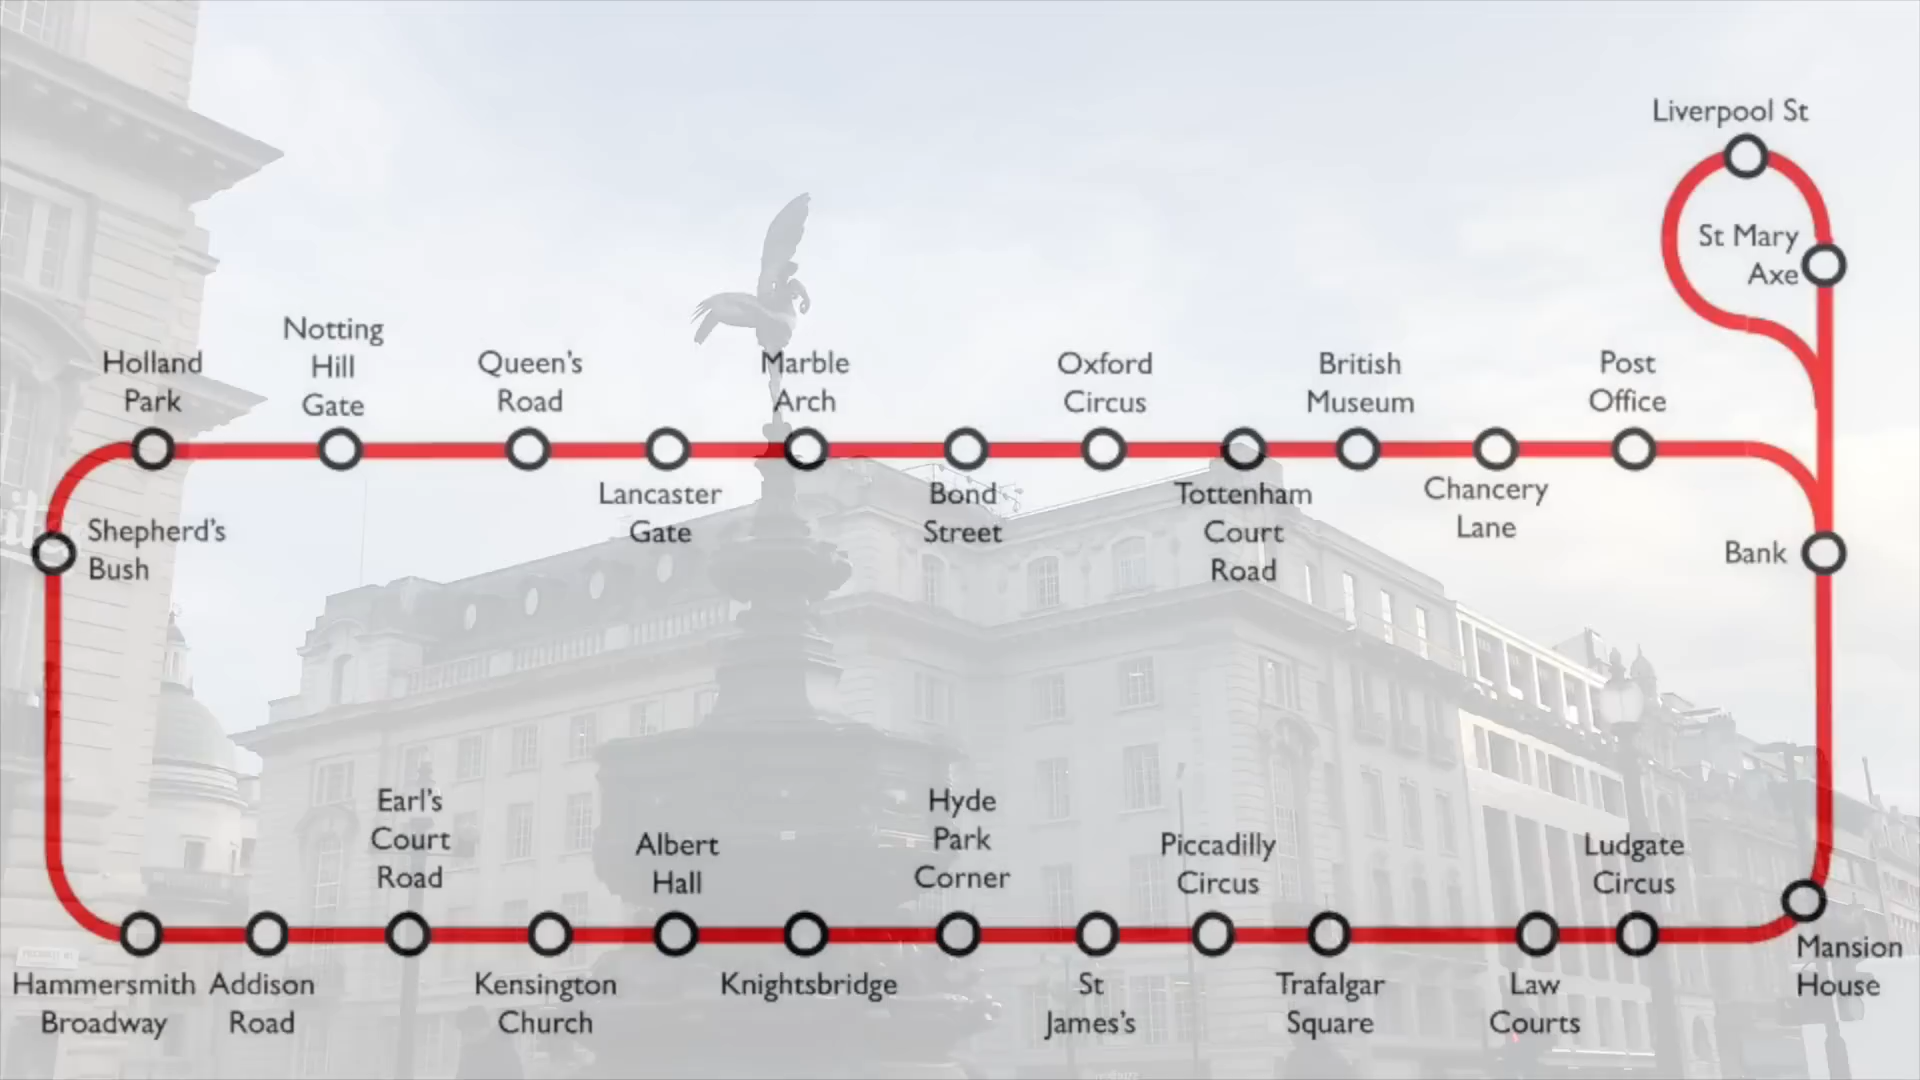 Liverpool St
St Mary
Axe
Holland
Park
Notting
Hill
Gate
Queen's
Road
Lancaster
Gate
Marble
Arch
Bond
Street
Oxford
Circus
Tottenham
Court
Road
British
Museum
Chancery
Lane
Post
Office
Shepherd's
Bush
Bank
Hammersmith
Broadway
Addison
Road
Earl's
Court
Road
Kensington
Church
Albert
Hall
Knightsbridge
Hyde
Park
Corner
St
James's
Piccadilly
Circus
Trafalgar
Square
Law
Courts
Ludgate
Circus
Mansion
House